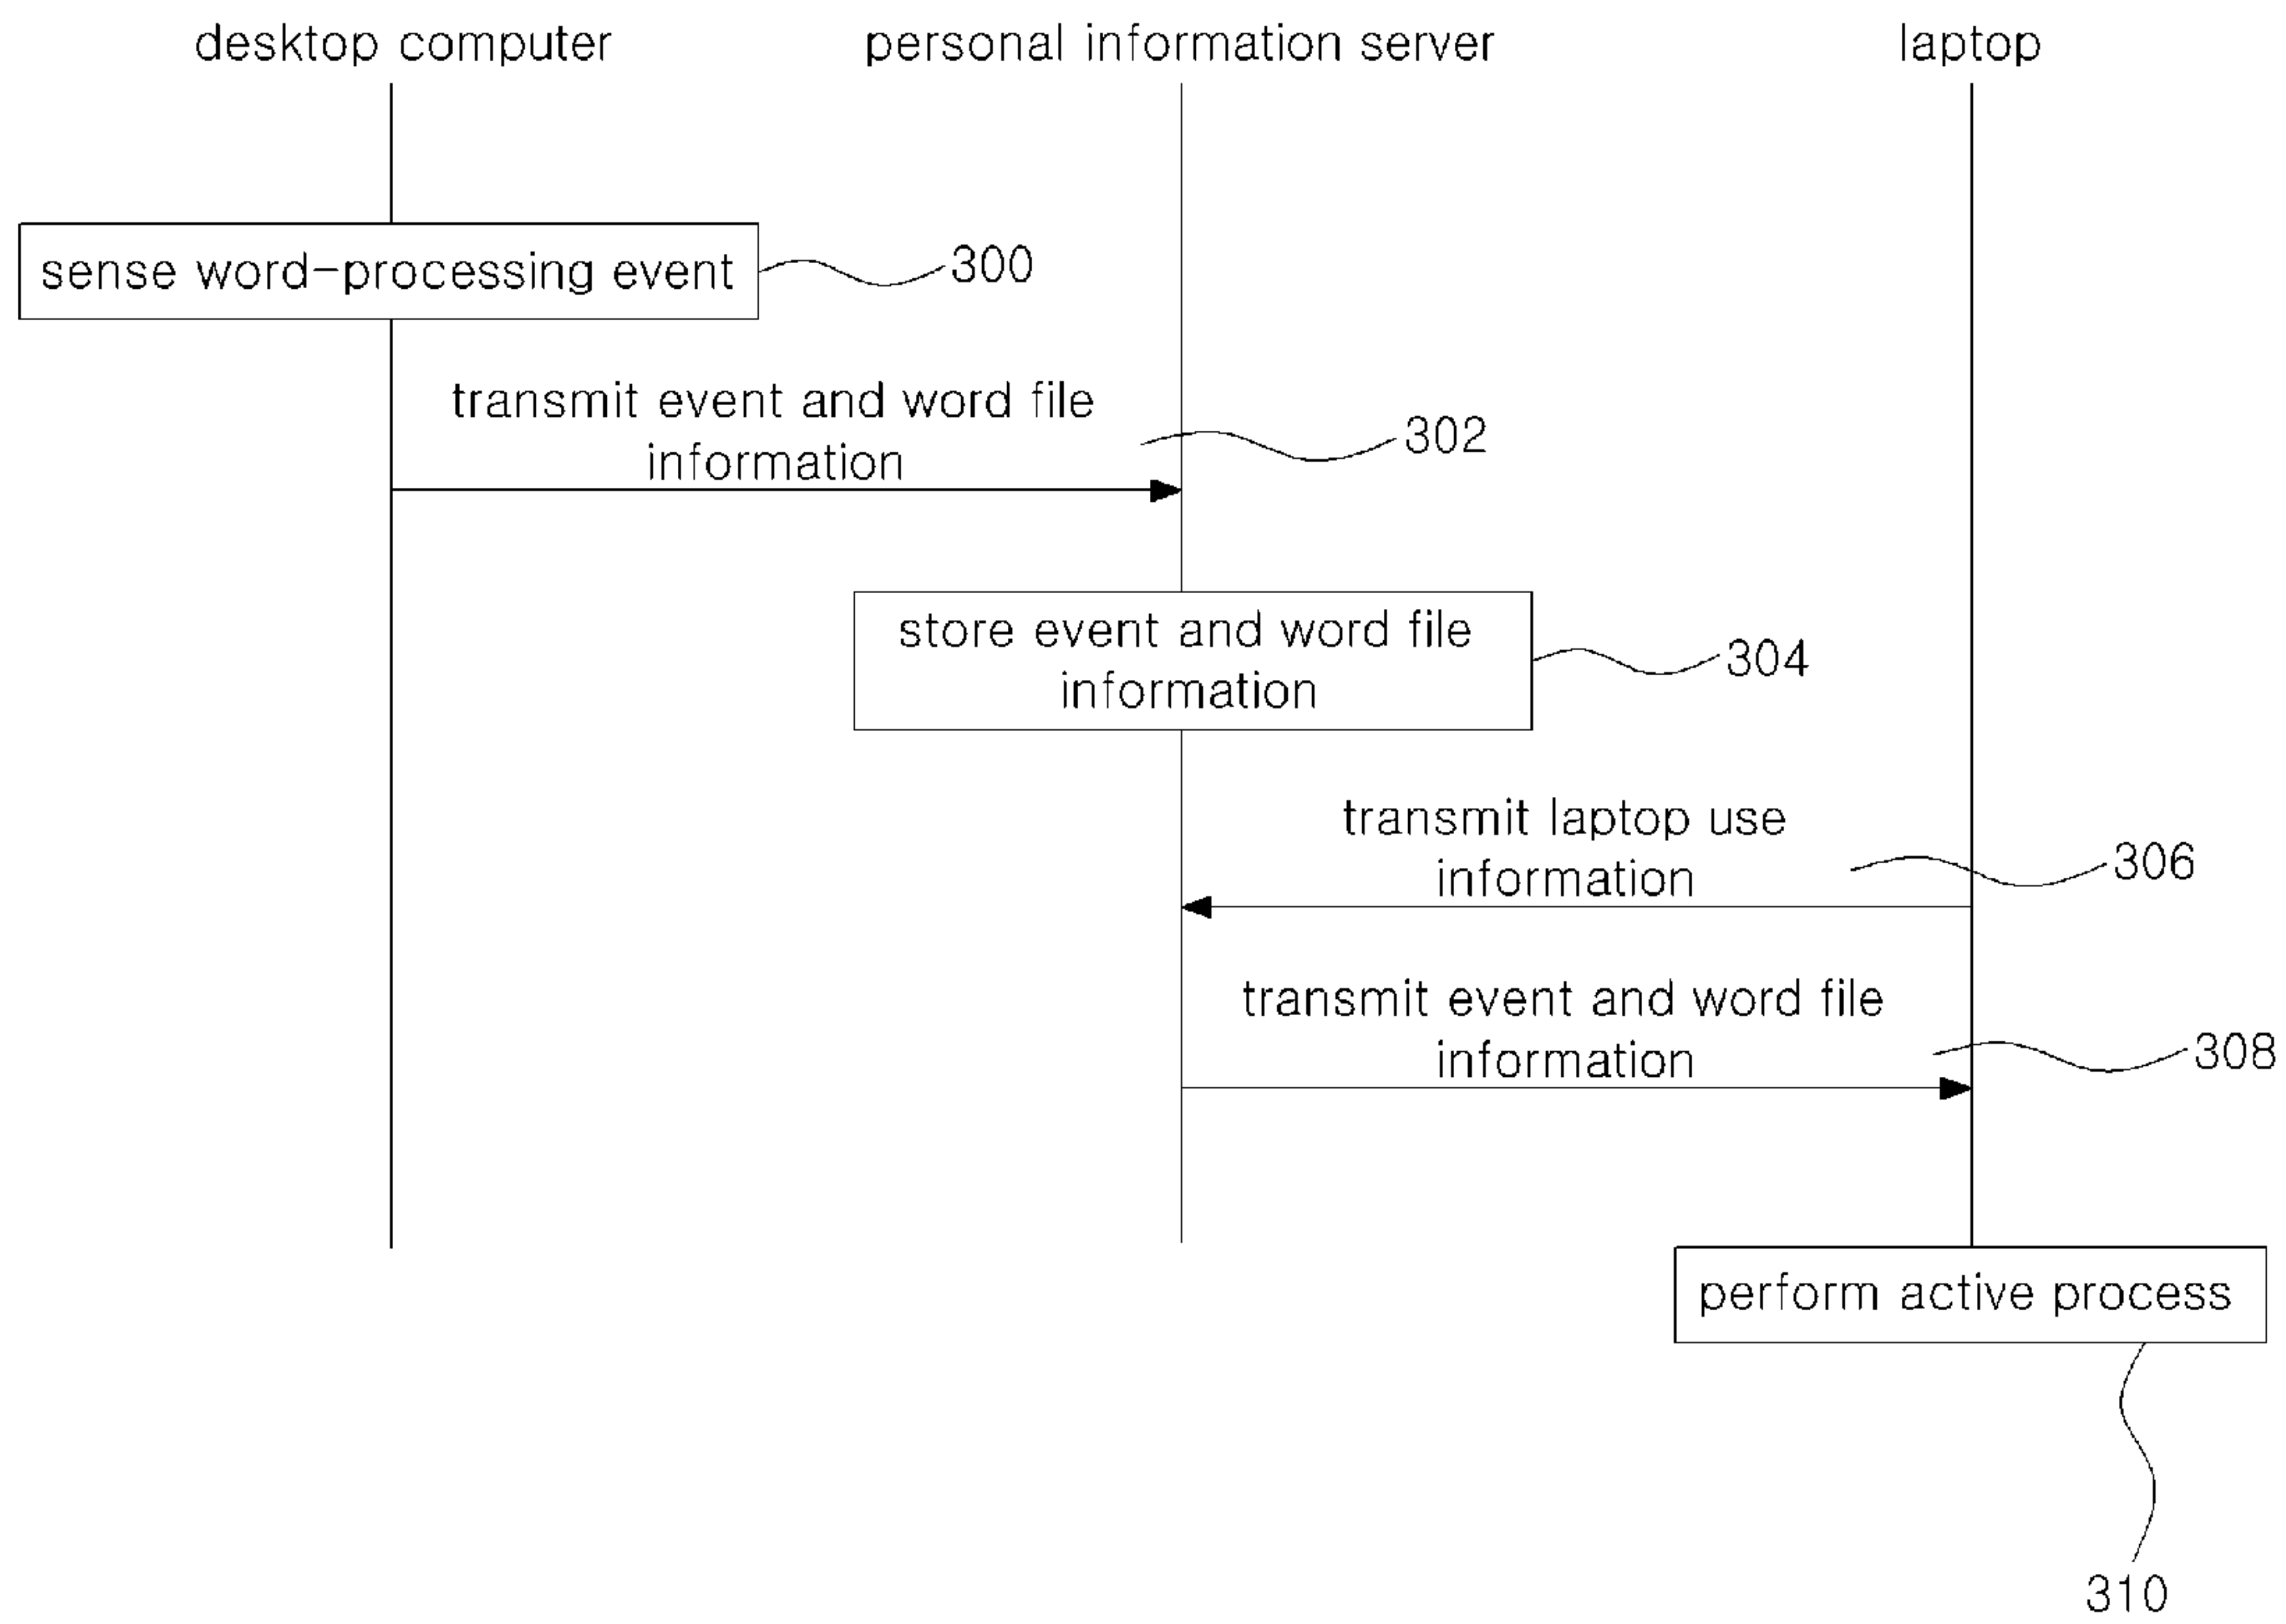 desktop computer
personal information server
laptop
sense word-processing event
300
transmit event and word file
information
302
store event and word file
information
304
transmit laptop use
information
306
transmit event and word file
information
308
perform active process
310